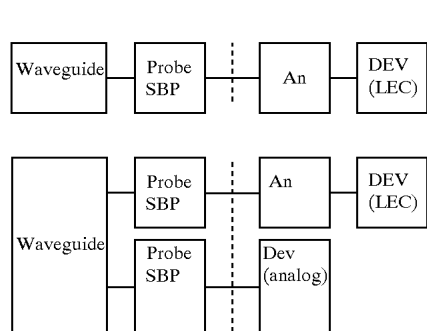 Waveguide
Probe
SBP
An
DEV
(LEC)
Waveguide
Probe
SBP
An
DEV
(LEC)
Probe
SBP
Dev
(analog)